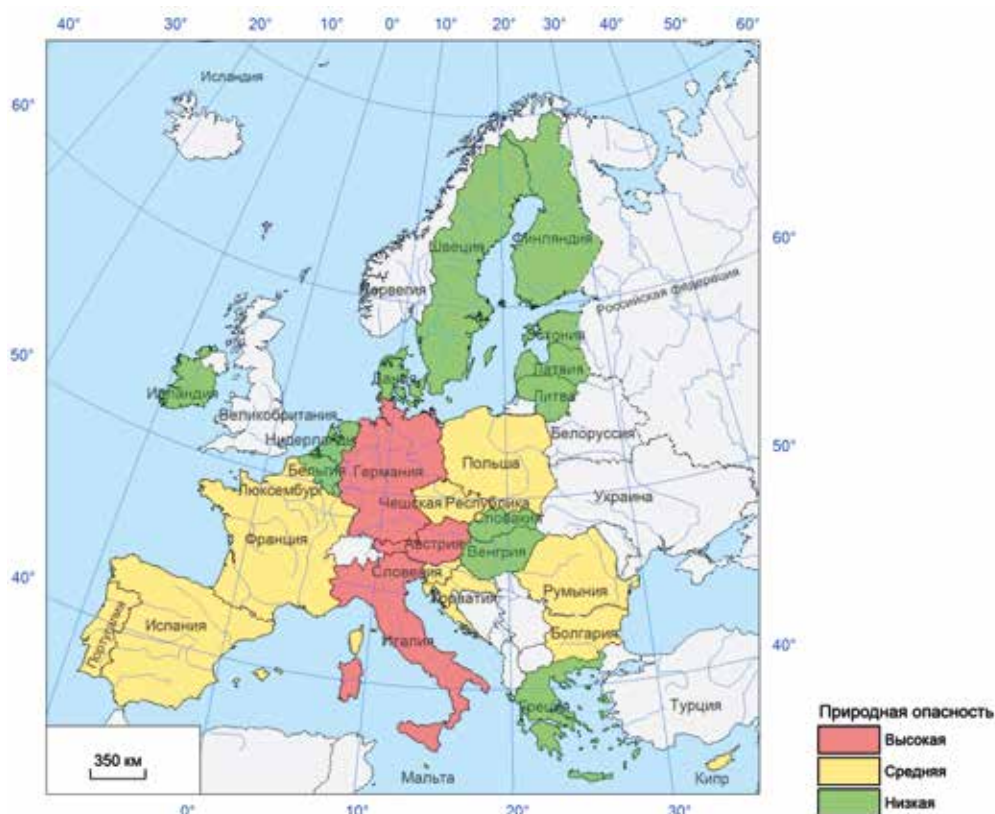 40° 30° 20° 10° 0° 10° 20° 30° 40° 50° 60°
Исландия
60°
60°
Швеция
Финляндия
Российская федерация
Норвегия
Эстония
50°
Латвия
Дания
Литва
Ирландия
Великобритания
Нидерланды
Белоруссия
50°
Бельгия
Германия
Польша
Люксембург
Украина
Чешская Республика
Словакия
Франция
Австрия
Венгрия
40°
Словения
Румыния
Хорватия
Испания
Португалия
Италия
Болгария
40°
Греция
Турция
Природная опасность
Высокая
350 км
Мальта
Кипр
Средняя
Низкая
0° 10° 20° 30°